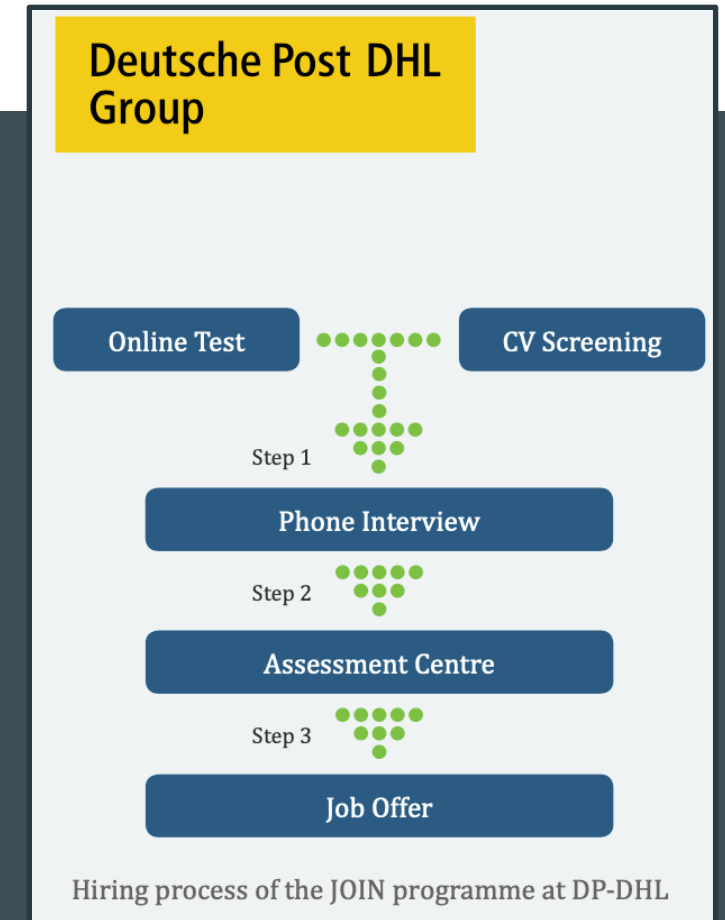 Deutsche Post DHL
Group
Online Test
CV Screening
Step 1
Phone Interview
Step 2
Assessment Centre
Step 3
Job Offer
Hiring process of the JOIN programme at DP-DHL